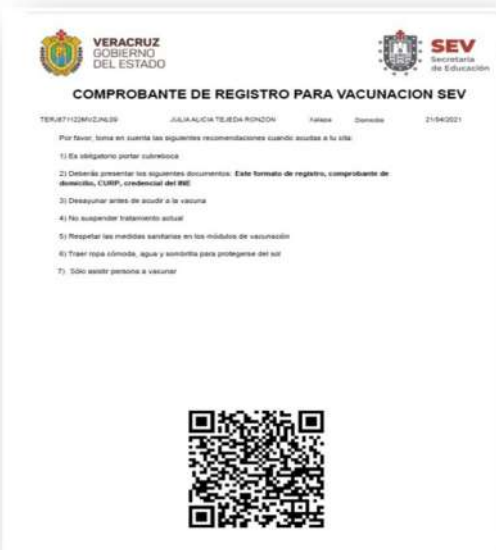 VERACRUZ
GOBIERNO
DEL ESTADO
SEV
Secretaría
de Educación
COMPROBANTE DE REGISTRO PARA VACUNACION SEV
JULIA ALICIA TEJEDA RONZON Xalapa Domicilio 21/04/2021
Por favor, toma en cuenta las siguientes recomendaciones cuando acudas a tu cita:
1) Es obligatorio portar cubreboca
2) Deberás presentar los siguientes documentos: Este formato de registro, comprobante de
domicilio, CURP, credencial del INE
3) Desayunar antes de acudir a la vacuna
4) No suspender tratamiento actual
5) Respetar las medidas sanitarias en los módulos de vacunación
6) Traer ropa cómoda, agua y sombrilla para protegerse del sol
7) Sólo asistir persona a vacunar